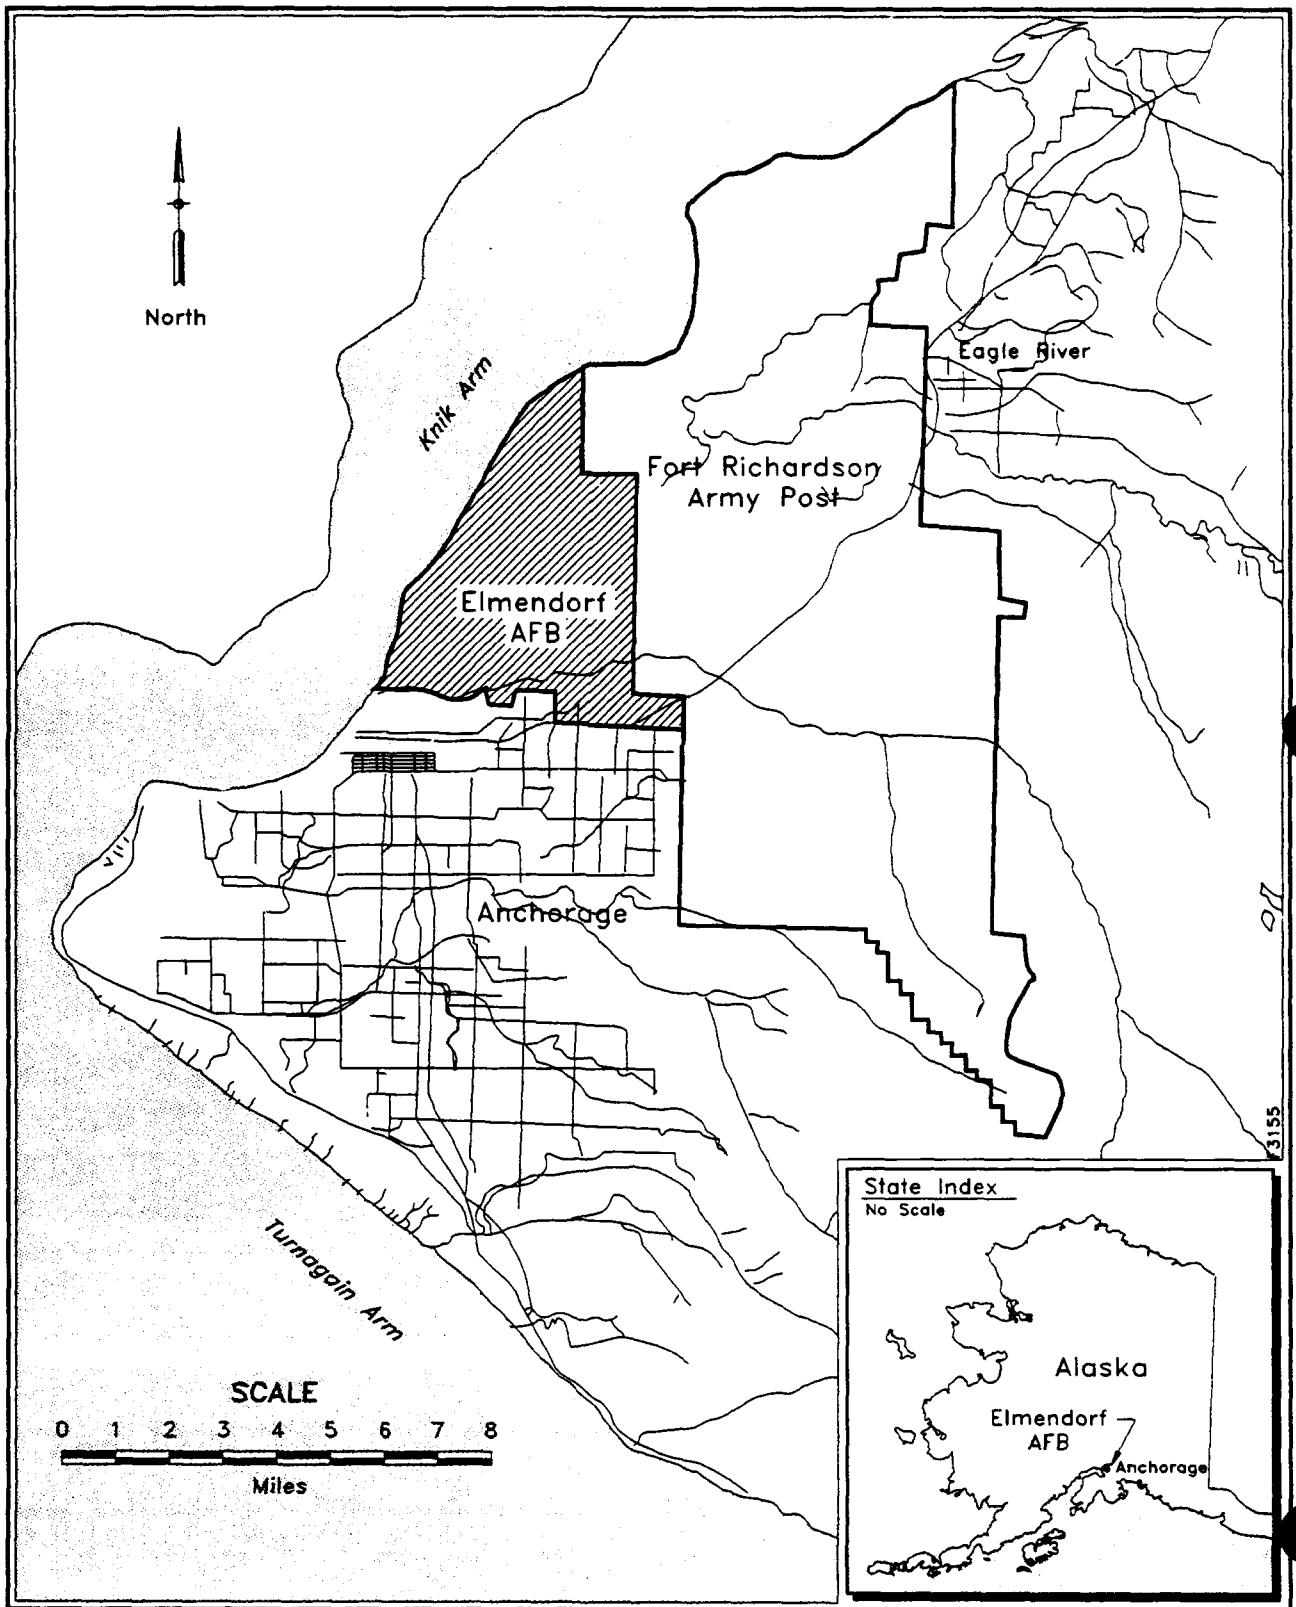 North
Knik Arm
Eagle River
Fort Richardson
Army Post
Elmendorf
AFB
Anchorage
Turnagain Arm
SCALE
0 1 2 3 4 5 6 7 8
Miles
State Index
No Scale
Alaska
Elmendorf
AFB
Anchorage